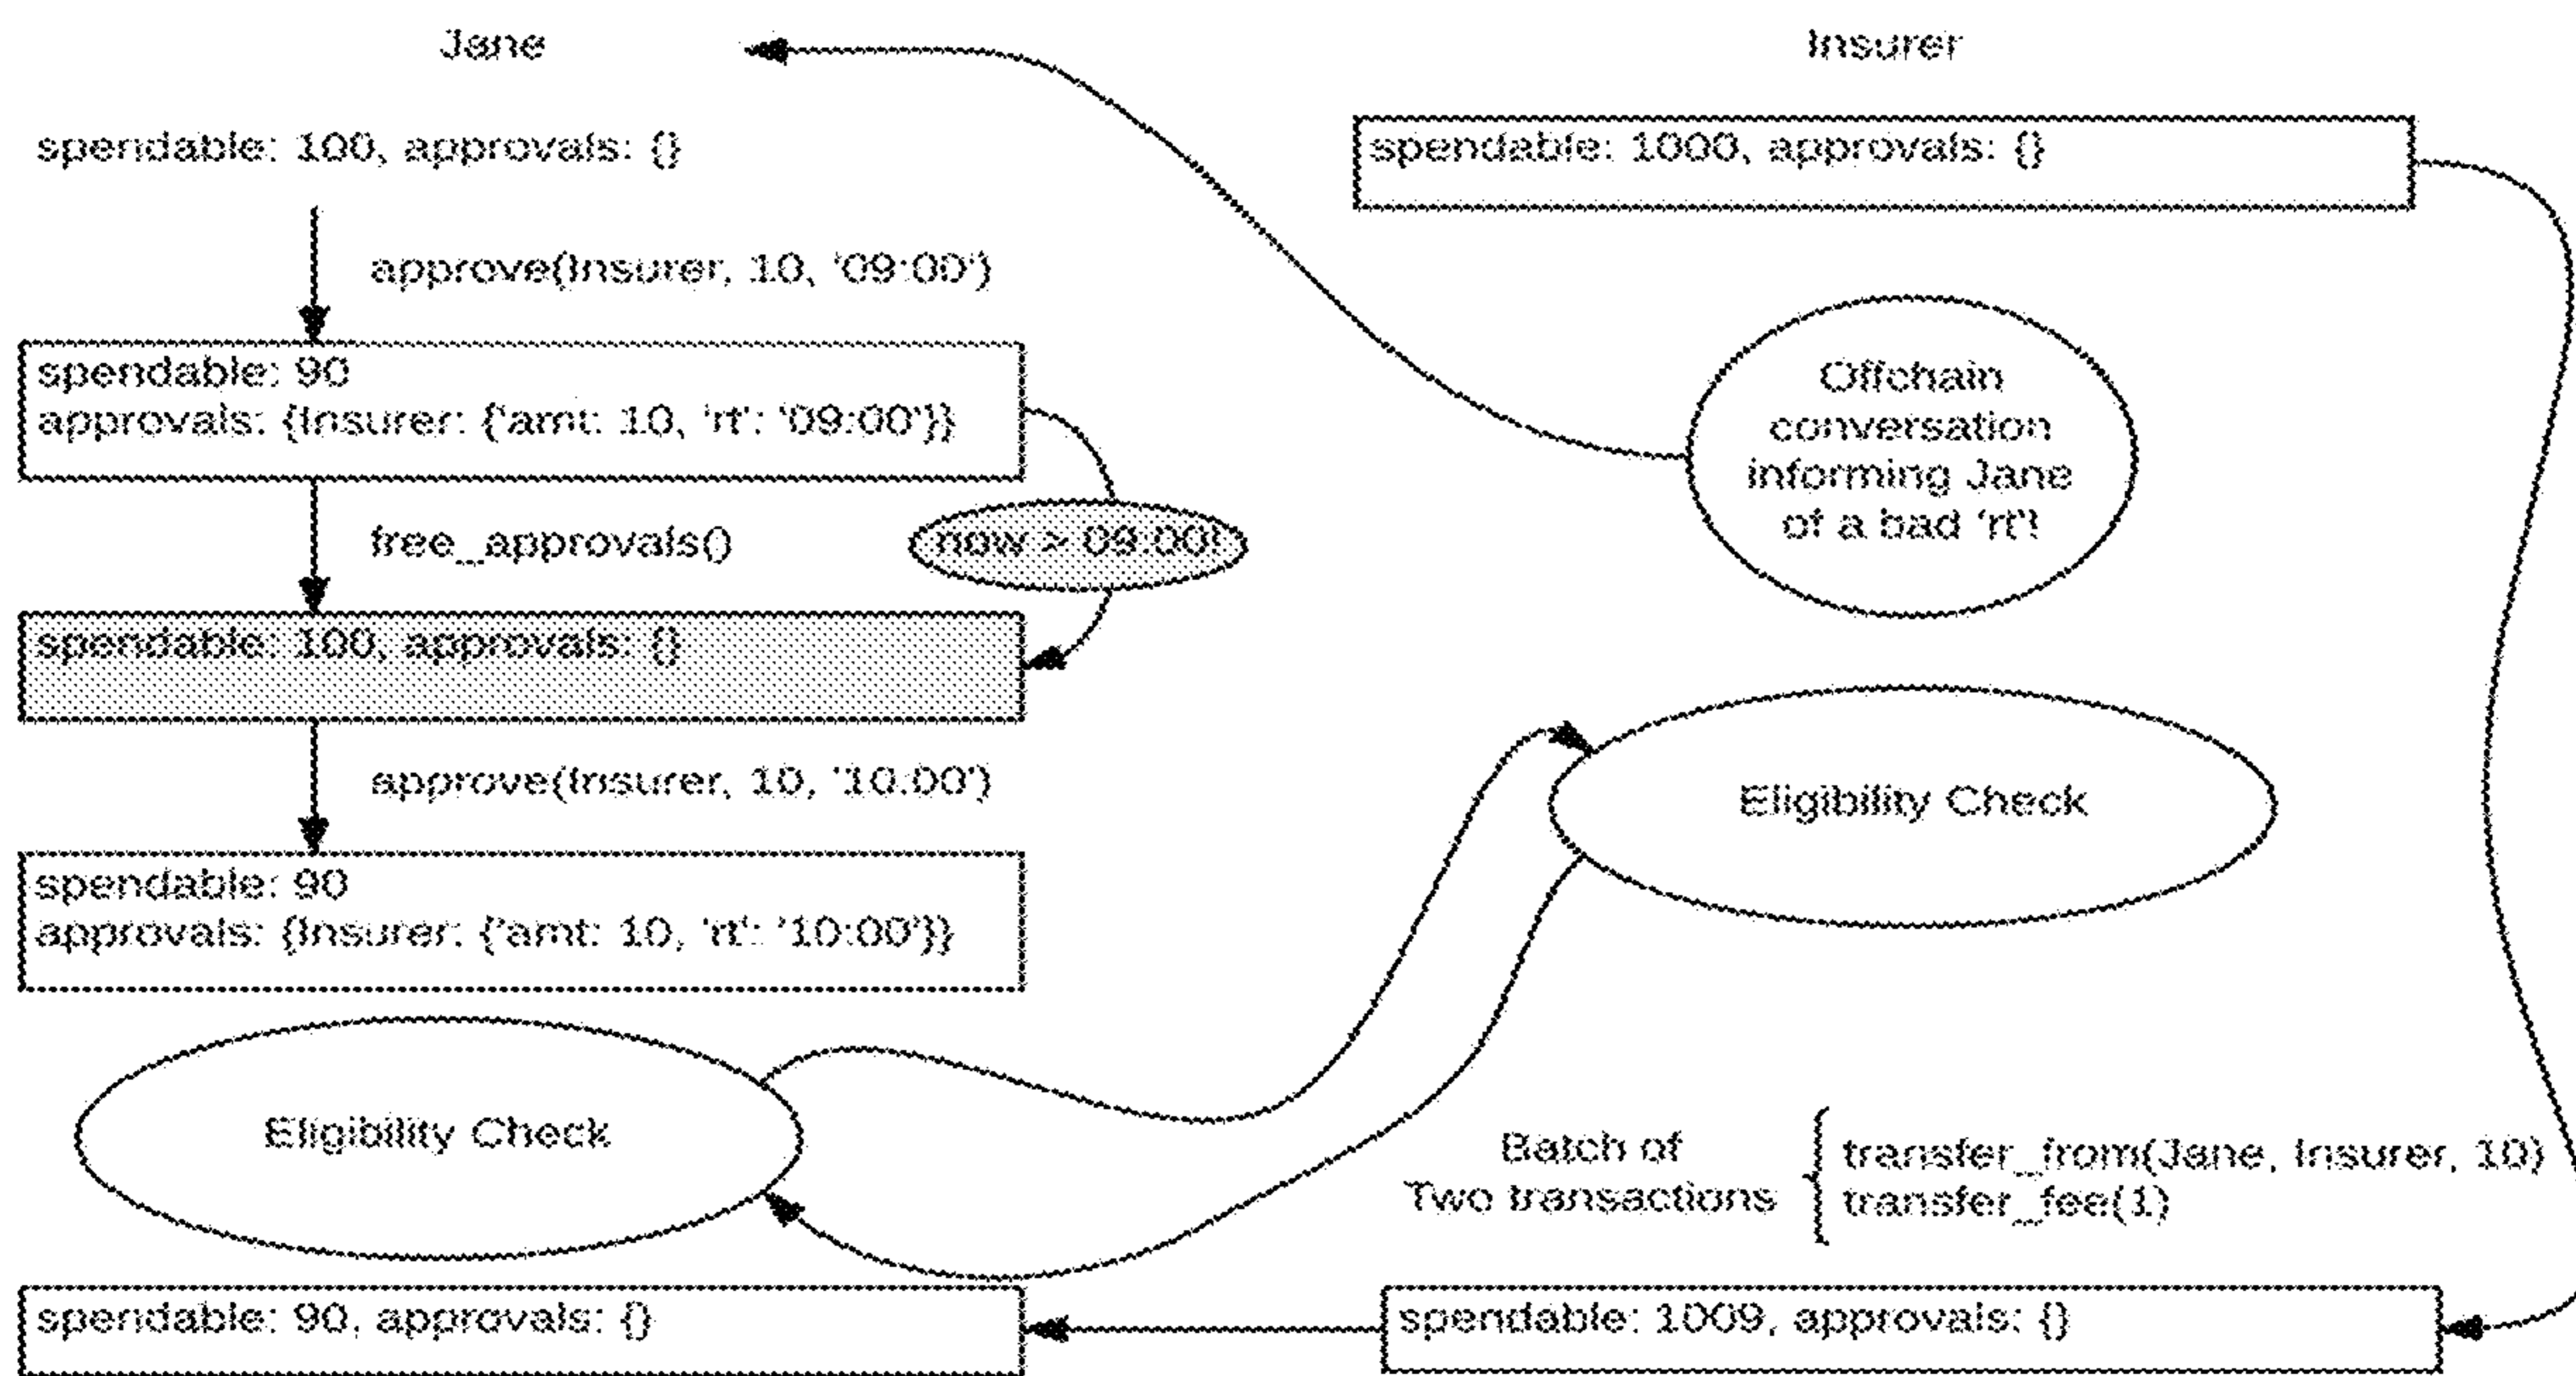 Jane
spendable: 100, approvals: {}
approve(Insurer, 10, '09:00')
spendable: 90
approvals: {Insurer: {'amt: 10, 'rt': '09:00'}}
free_approvals()
now > 09:00!
spendable: 100, approvals: {}
approve(Insurer, 10, '10:00')
spendable: 90
approvals: {Insurer: {'amt: 10, 'rt': '10:00'}}
Eligibility Check
spendable: 90, approvals: {}
Insurer
spendable: 1000, approvals: {}
Offchain
conversation
informing Jane
of a bad 'rt'!
Eligibility Check
Batch of
Two transactions
transfer_from(Jane, Insurer, 10)
transfer_fee(1)
spendable: 1009, approvals: {}